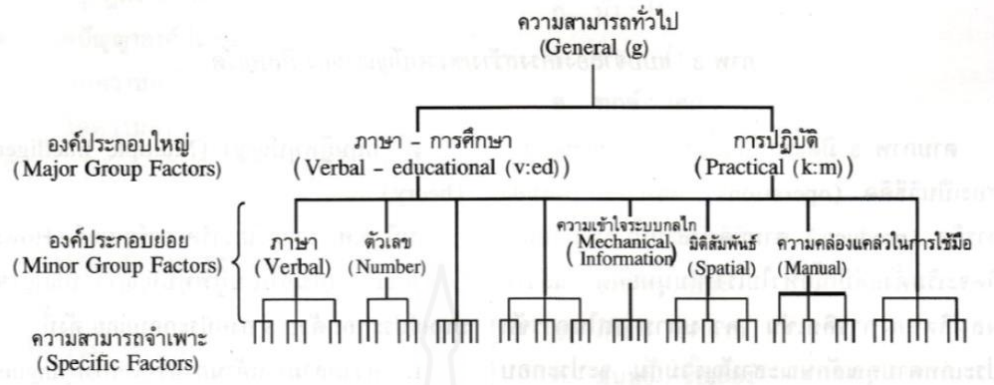 ความสามารถทั่วไป
(General (g)
องค์ประกอบใหญ่
(Major Group Factors)
ภาษา – การศึกษา
(Verbal – educational (v:ed))
การปฏิบัติ
(Practical (k:m))
องค์ประกอบย่อย
(Minor Group Factors)
ภาษา
(Verbal)
ตัวเลข
(Number)
ความเข้าใจระบบกลไก
(Mechanical
Information)
มิติสัมพันธ์
(Spatial)
ความคล่องแคล่วในการใช้มือ
(Manual)
ความสามารถจำเพาะ
(Specific Factors)